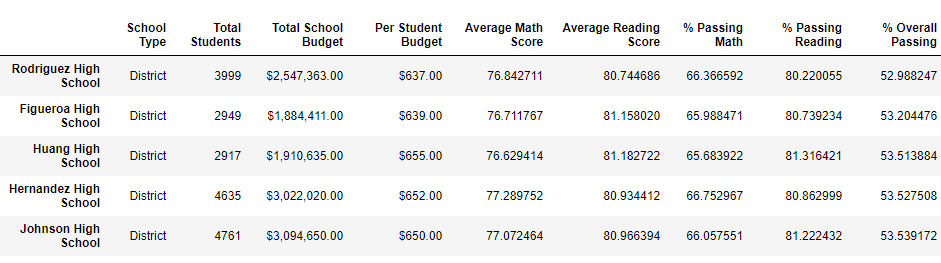 School Type Total Students Total School Budget Per Student Budget Average Math Score Average Reading Score % Passing Math % Passing Reading % Overall Passing
Rodriguez High School District 3999 $2,547,363.00 $637.00 76.842711 80.744686 66.366592 80.220055 52.988247
Figueroa High School District 2949 $1,884,411.00 $639.00 76.711767 81.158020 65.988471 80.739234 53.204476
Huang High School District 2917 $1,910,635.00 $655.00 76.629414 81.182722 65.683922 81.316421 53.513884
Hernandez High School District 4635 $3,022,020.00 $652.00 77.289752 80.934412 66.752967 80.862999 53.527508
Johnson High School District 4761 $3,094,650.00 $650.00 77.072464 80.966394 66.057551 81.222432 53.539172